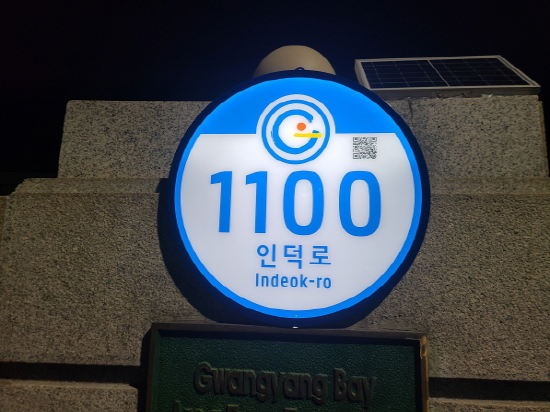 1100
인덕로
Indeok-ro
Gwangyang Bay